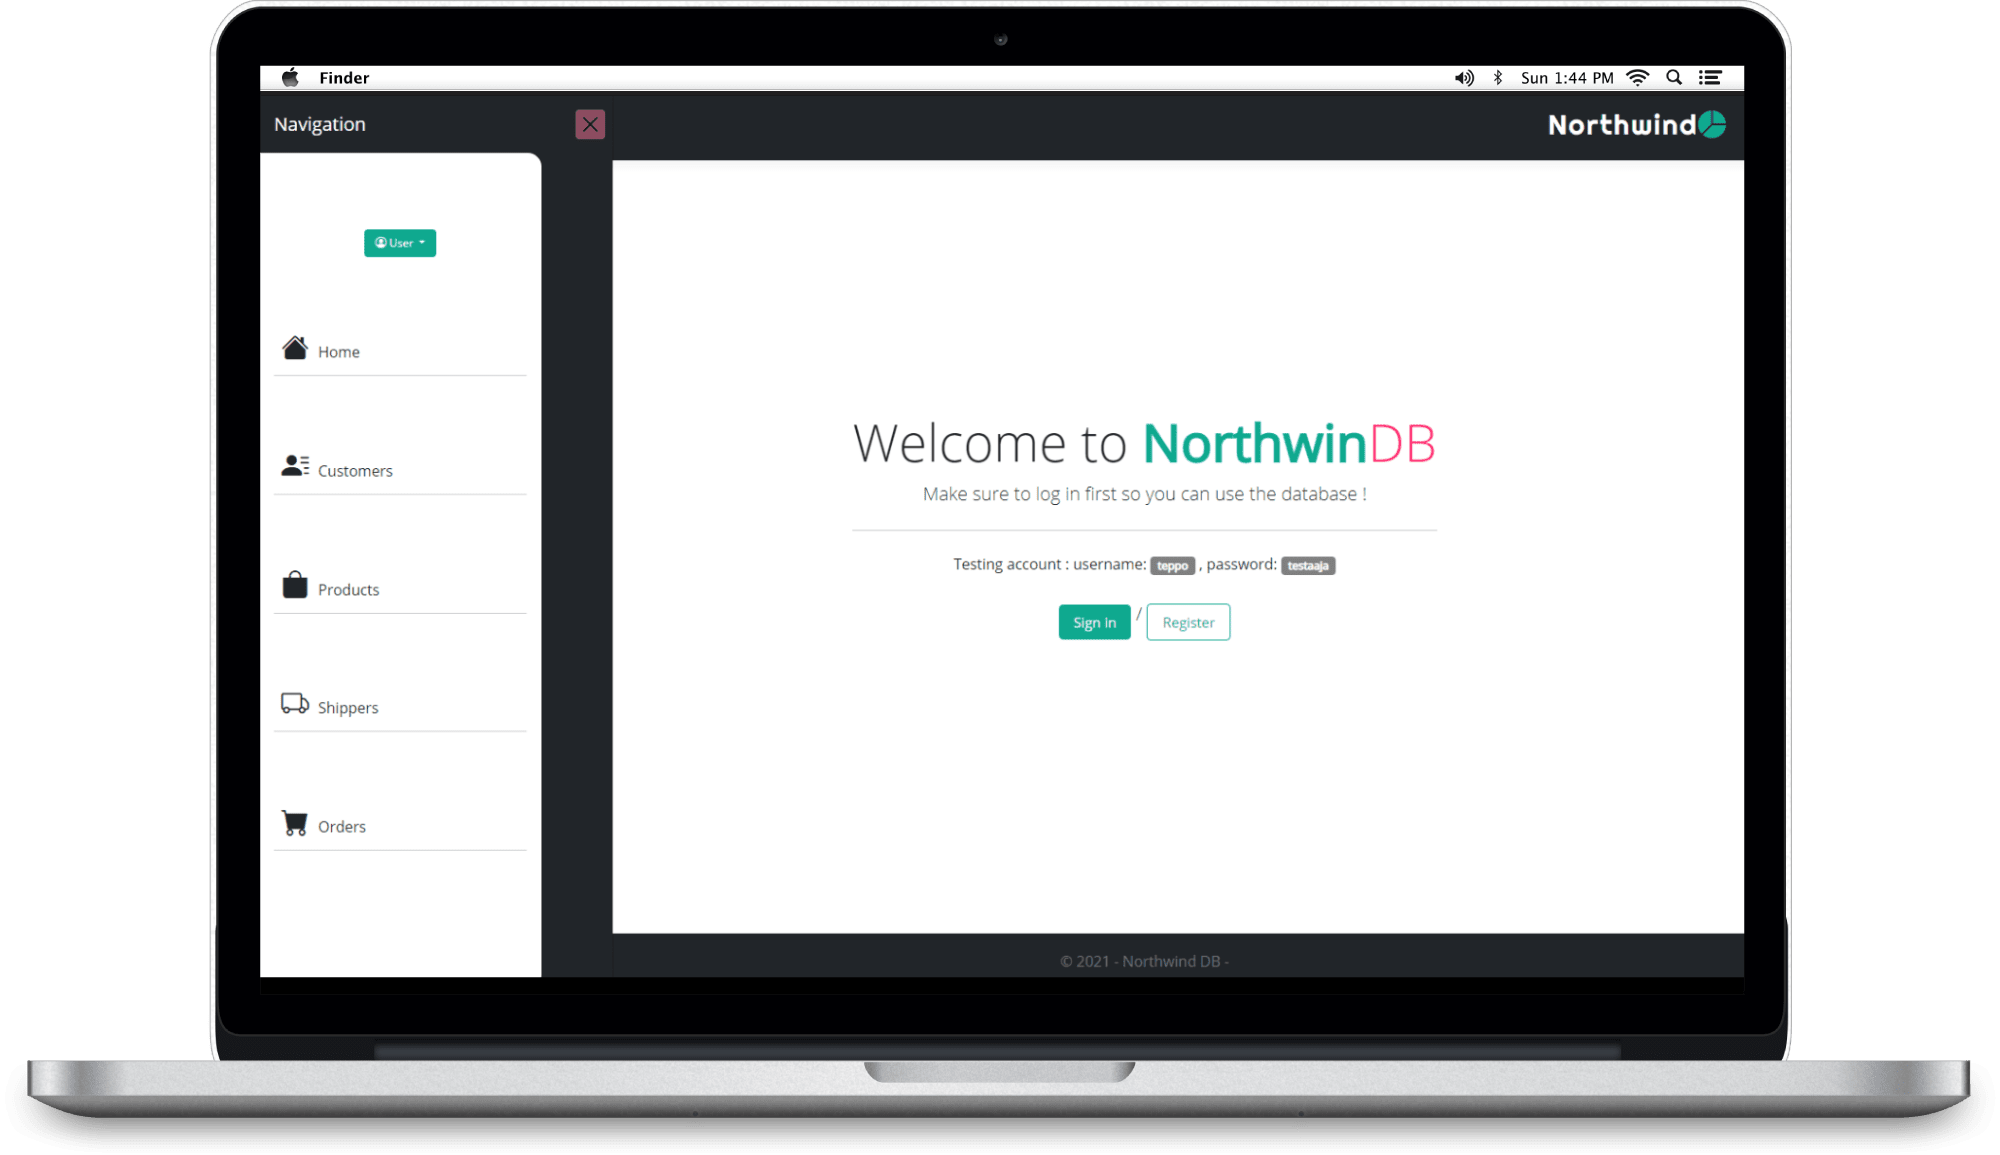 Finder
Sun 1:44 PM
Navigation
Northwind
User
Home
Customers
Products
Shippers
Orders
Welcome to NorthwinDB
Make sure to log in first so you can use the database !
Testing account : username: teppo , password: testaaja
Sign in / Register
© 2021 - Northwind DB -